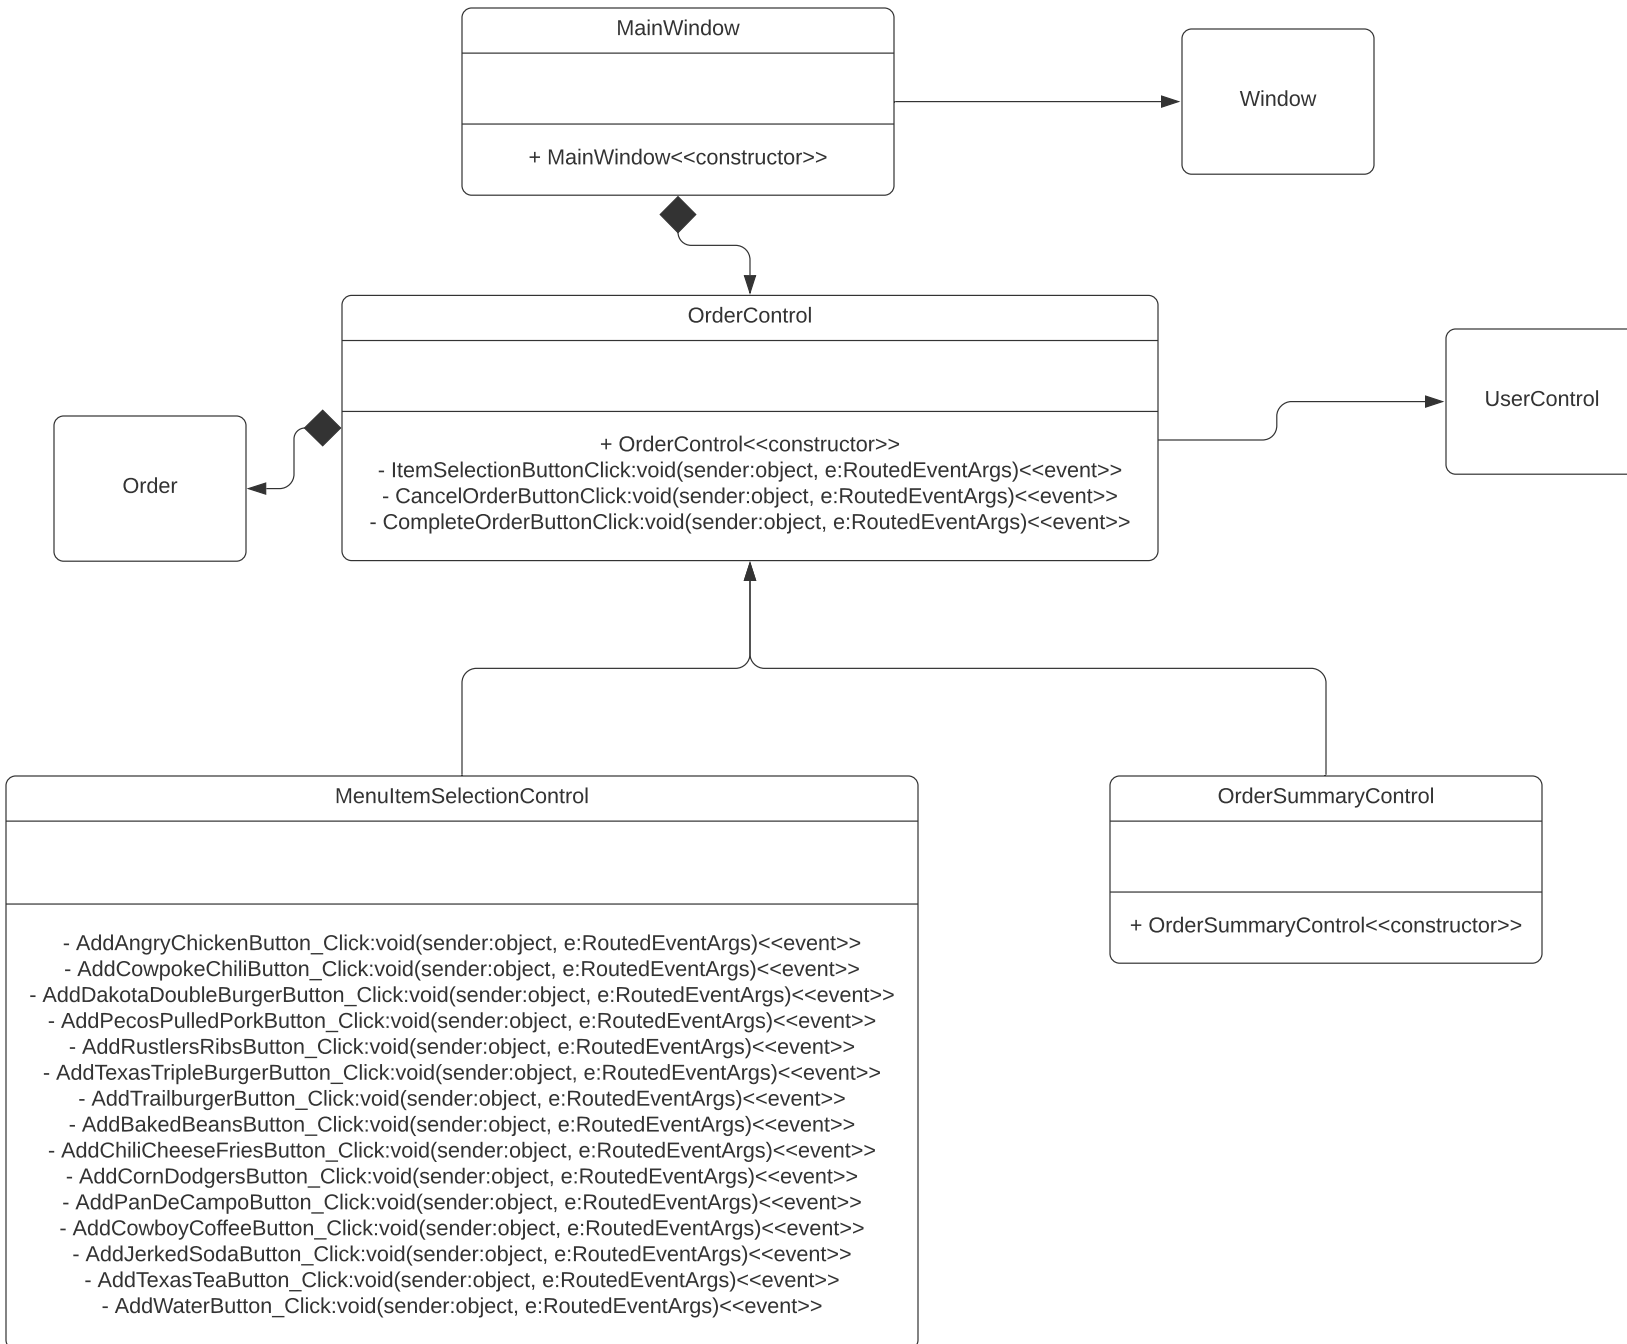 MainWindow
+ MainWindow<<constructor>>
Window
OrderControl
+ OrderControl<<constructor>>
- ItemSelectionButtonClick:void(sender:object, e:RoutedEventArgs)<<event>>
- CancelOrderButtonClick:void(sender:object, e:RoutedEventArgs)<<event>>
- CompleteOrderButtonClick:void(sender:object, e:RoutedEventArgs)<<event>>
UserControl
Order
MenuItemSelectionControl
- AddAngryChickenButton_Click:void(sender:object, e:RoutedEventArgs)<<event>>
- AddCowpokeChiliButton_Click:void(sender:object, e:RoutedEventArgs)<<event>>
- AddDakotaDoubleBurgerButton_Click:void(sender:object, e:RoutedEventArgs)<<event>>
- AddPecosPulledPorkButton_Click:void(sender:object, e:RoutedEventArgs)<<event>>
- AddRustlersRibsButton_Click:void(sender:object, e:RoutedEventArgs)<<event>>
- AddTexasTripleBurgerButton_Click:void(sender:object, e:RoutedEventArgs)<<event>>
- AddTrailburgerButton_Click:void(sender:object, e:RoutedEventArgs)<<event>>
- AddBakedBeansButton_Click:void(sender:object, e:RoutedEventArgs)<<event>>
- AddChiliCheeseFriesButton_Click:void(sender:object, e:RoutedEventArgs)<<event>>
- AddCornDodgersButton_Click:void(sender:object, e:RoutedEventArgs)<<event>>
- AddPanDeCampoButton_Click:void(sender:object, e:RoutedEventArgs)<<event>>
- AddCowboyCoffeeButton_Click:void(sender:object, e:RoutedEventArgs)<<event>>
- AddJerkedSodaButton_Click:void(sender:object, e:RoutedEventArgs)<<event>>
- AddTexasTeaButton_Click:void(sender:object, e:RoutedEventArgs)<<event>>
- AddWaterButton_Click:void(sender:object, e:RoutedEventArgs)<<event>>
OrderSummaryControl
+ OrderSummaryControl<<constructor>>